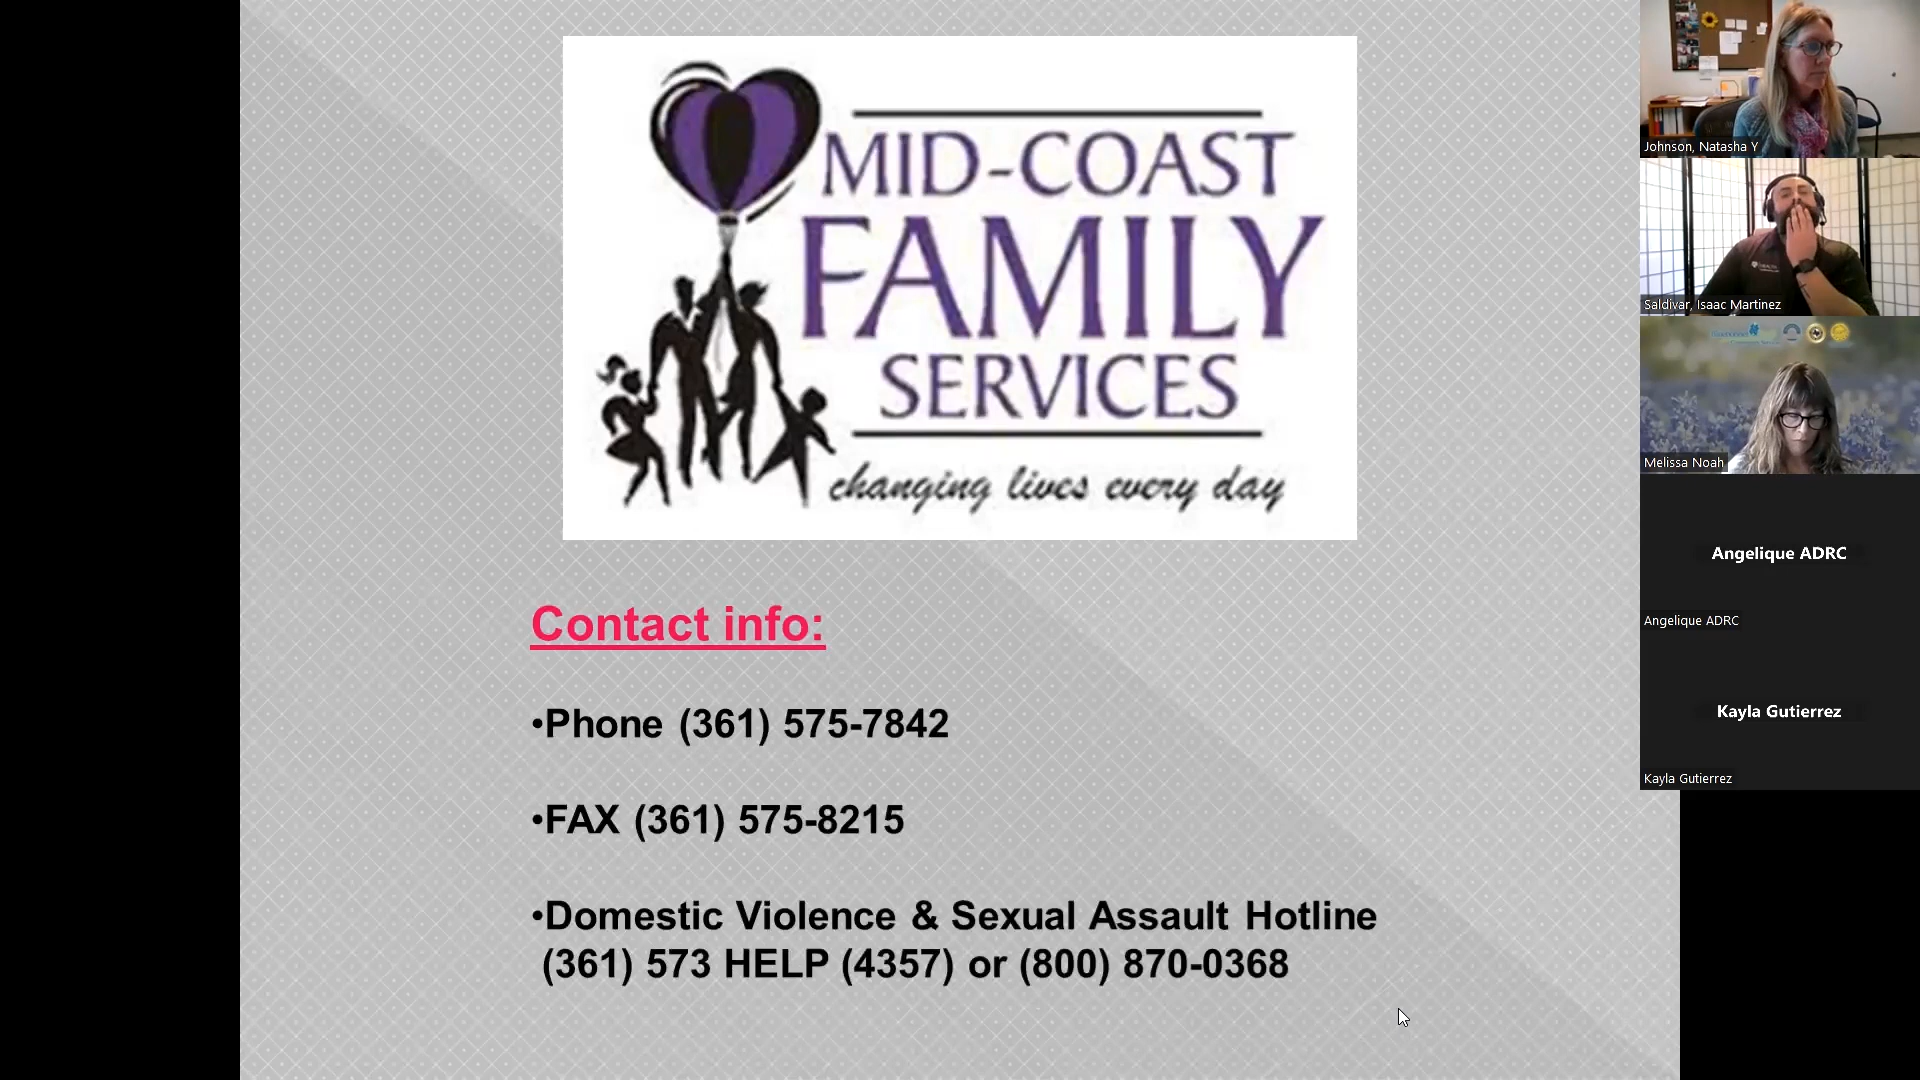 MID-COAST
FAMILY
SERVICES
changing lives every day
Contact info:
•Phone (361) 575-7842
•FAX (361) 575-8215
•Domestic Violence & Sexual Assault Hotline
(361) 573 HELP (4357) or (800) 870-0368
Johnson, Natasha Y
Saldivar, Isaac Martinez
Melissa Noah
Angelique ADRC
Angelique ADRC
Kayla Gutierrez
Kayla Gutierrez